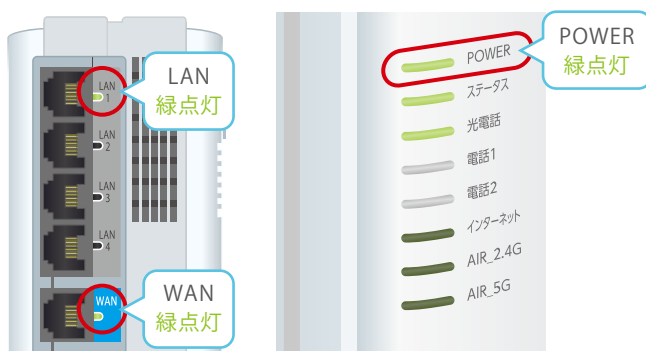 LAN
1
LAN
2
LAN
3
LAN
4
WAN
LAN
緑点灯
WAN
緑点灯
POWER
ステータス
光電話
電話1
電話2
インターネット
AIR_2.4G
AIR_5G
POWER
緑点灯